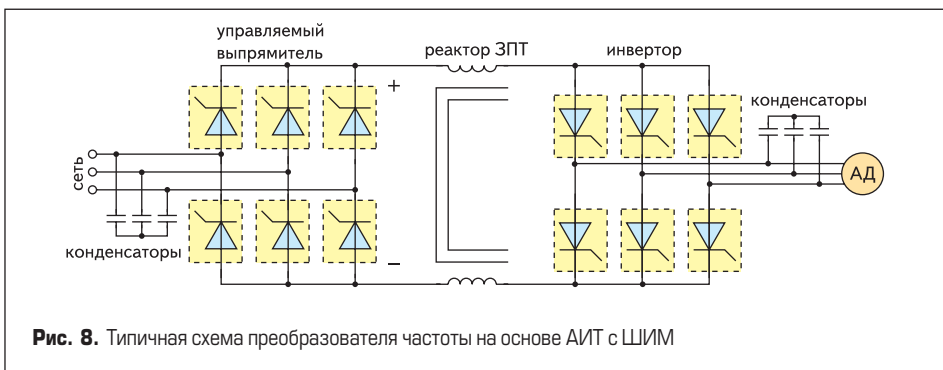 управляемый
выпрямитель
реактор ЗПТ
инвертор
+
конденсаторы
сеть
АД
конденсаторы
–
Рис. 8. Типичная схема преобразователя частоты на основе АИТ с ШИМ